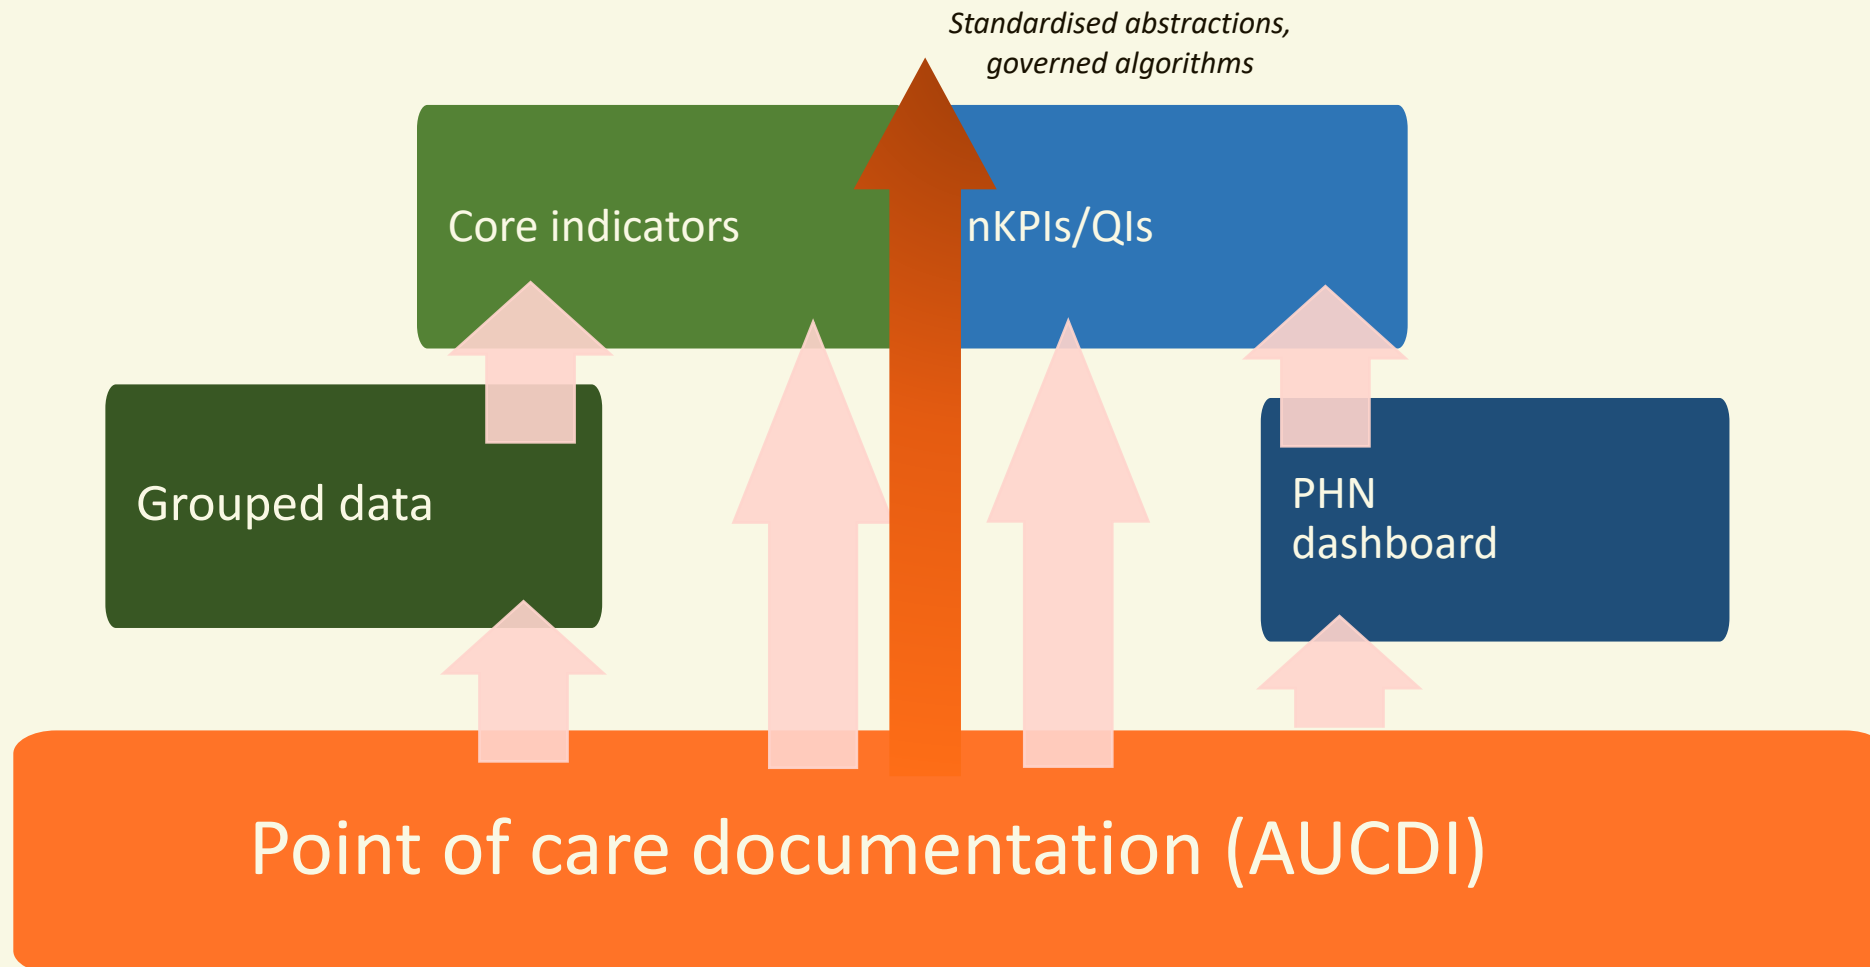 Standardised abstractions,
governed algorithms
Core indicators
nKPIs/QIs
Grouped data
PHN
dashboard
Point of care documentation (AUCDI)